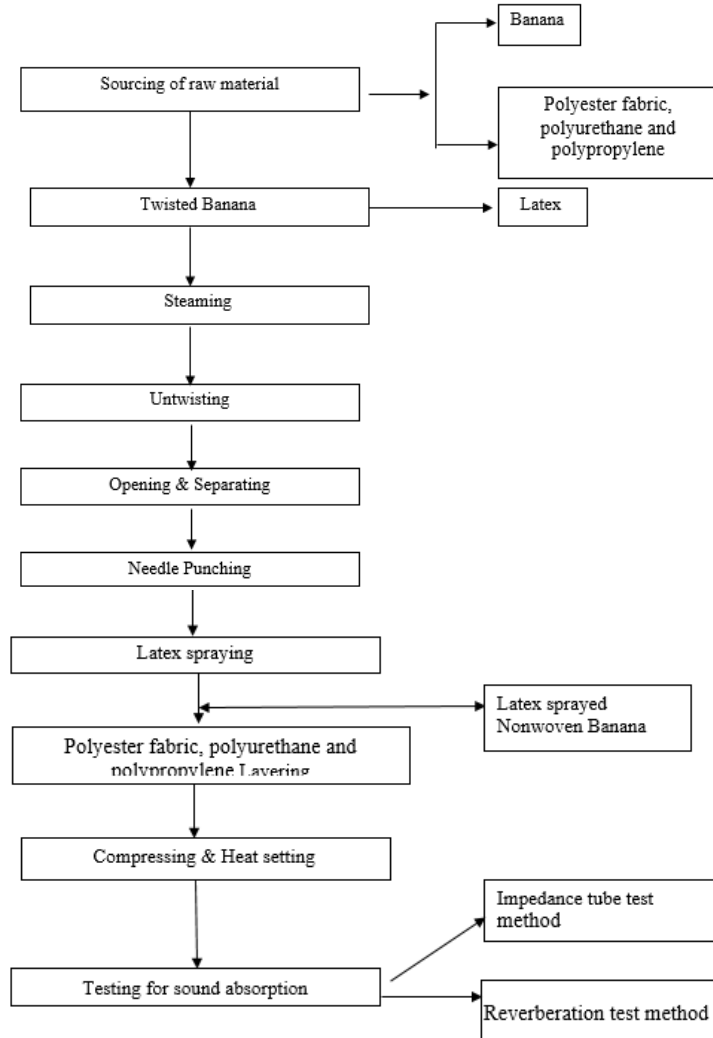 Banana
Sourcing of raw material
Polyester fabric,
polyurethane and
polypropylene
Twisted Banana
Latex
Steaming
Untwisting
Opening & Separating
Needle Punching
Latex spraying
Latex sprayed
Nonwoven Banana
Polyester fabric, polyurethane and
polypropylene Layering
Compressing & Heat setting
Impedance tube test
method
Testing for sound absorption
Reverberation test method